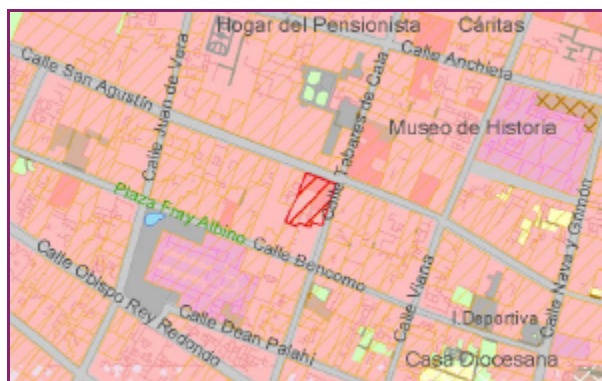 Hogar del Pensionista
Cáritas
Calle Anchieta
Calle San Agustín
Calle Juan de Vera
Calle Tabares de Cala
Museo de Historia
Plaza Fray Albino
Calle Bencomo
Calle Viana
Calle Nava y Grimón
Calle Obispo Rey Redondo
Calle Dean Palahi
I.Deportiva
Casa Diocesana